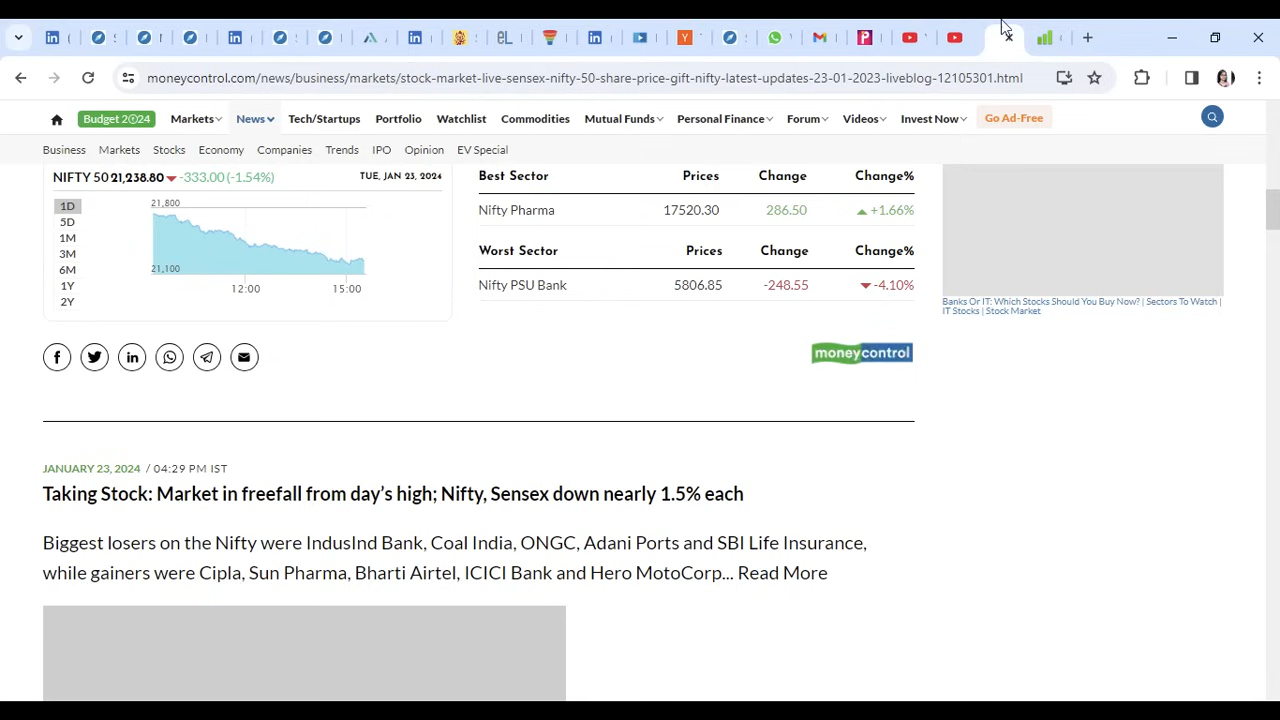 moneycontrol.com/news/business/markets/stock-market-live-sensex-nifty-50-share-price-gift-nifty-latest-updates-23-01-2023-liveblog-12105301.html
Budget 2024 Markets News Tech/Startups Portfolio Watchlist Commodities Mutual Funds Personal Finance Forum Videos Invest Now Go Ad-Free
Business Markets Stocks Economy Companies Trends IPO Opinion EV Special
NIFTY 50 21,238.80 -333.00 (-1.54%) TUE, JAN 23, 2024
1D
5D
1M
3M
6M
1Y
2Y
21,800
21,100
12:00 15:00
Best Sector Prices Change Change%
Nifty Pharma 17520.30 286.50 +1.66%
Worst Sector Prices Change Change%
Nifty PSU Bank 5806.85 -248.55 -4.10%
Banks Or IT: Which Stocks Should You Buy Now? | Sectors To Watch |
IT Stocks | Stock Market
moneycontrol
JANUARY 23, 2024 / 04:29 PM IST
Taking Stock: Market in freefall from day’s high; Nifty, Sensex down nearly 1.5% each
Biggest losers on the Nifty were IndusInd Bank, Coal India, ONGC, Adani Ports and SBI Life Insurance,
while gainers were Cipla, Sun Pharma, Bharti Airtel, ICICI Bank and Hero MotoCorp... Read More